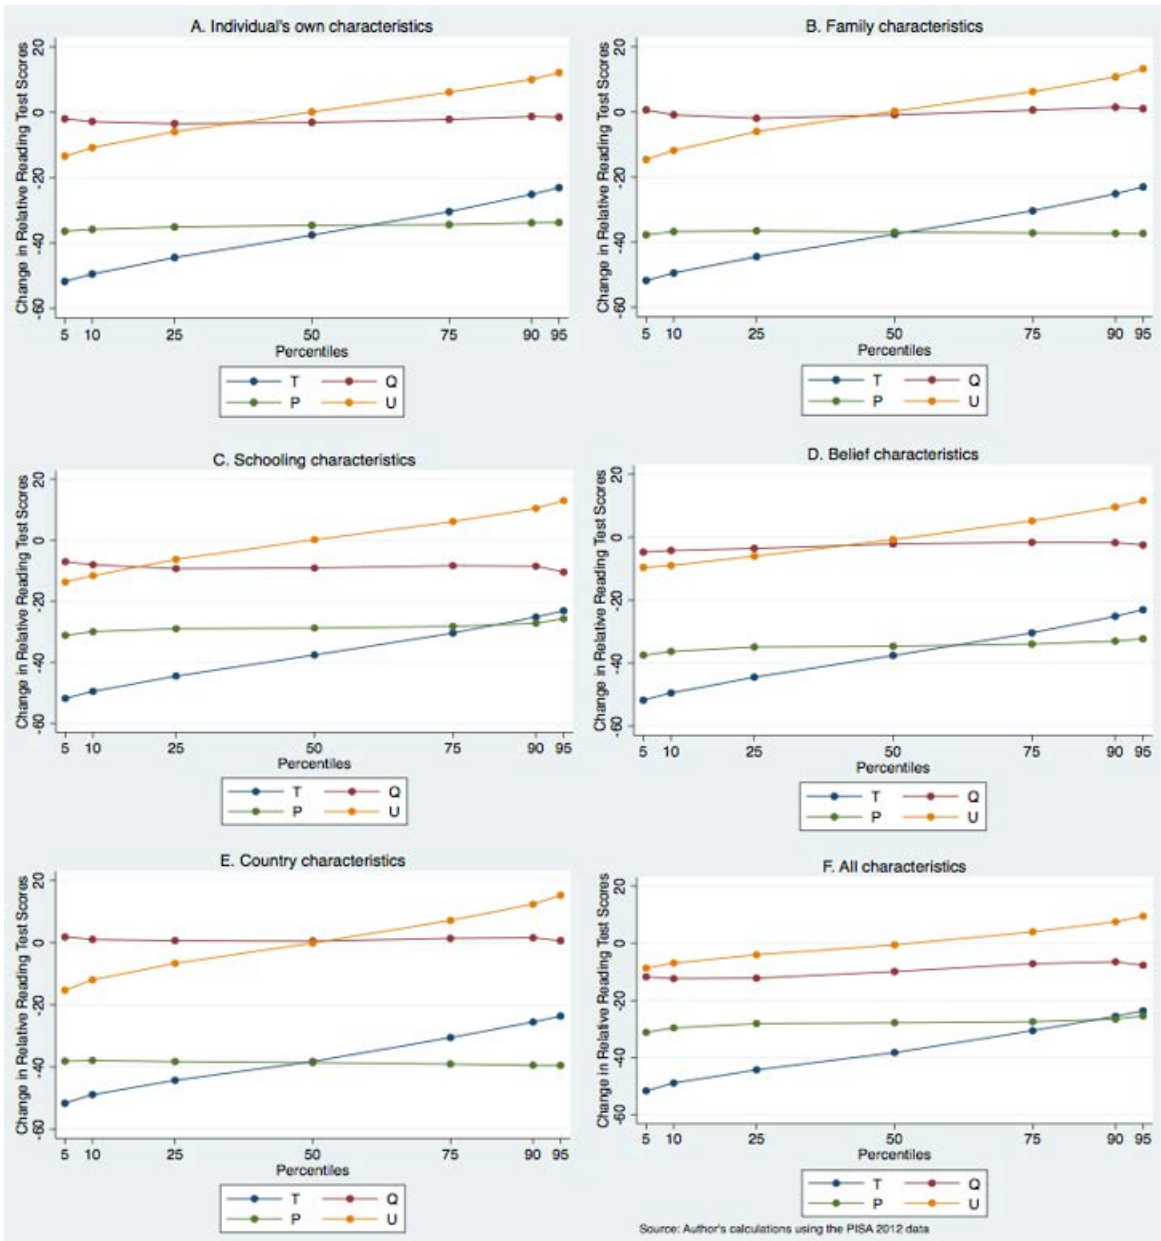 A. Individual's own characteristics
Change in Relative Reading Test Scores
20
0
-20
-40
-60
5 10 25 50 75 90 95
Percentiles
T Q
P U
B. Family characteristics
Change in Relative Reading Test Scores
20
0
-20
-40
-60
5 10 25 50 75 90 95
Percentiles
T Q
P U
C. Schooling characteristics
Change in Relative Reading Test Scores
20
0
-20
-40
-60
5 10 25 50 75 90 95
Percentiles
T Q
P U
D. Belief characteristics
Change in Relative Reading Test Scores
20
0
-20
-40
-60
5 10 25 50 75 90 95
Percentiles
T Q
P U
E. Country characteristics
Change in Relative Reading Test Scores
20
0
-20
-40
-60
5 10 25 50 75 90 95
Percentiles
T Q
P U
F. All characteristics
Change in Relative Reading Test Scores
20
0
-20
-40
-60
5 10 25 50 75 90 95
Percentiles
T Q
P U
Source: Author's calculations using the PISA 2012 data